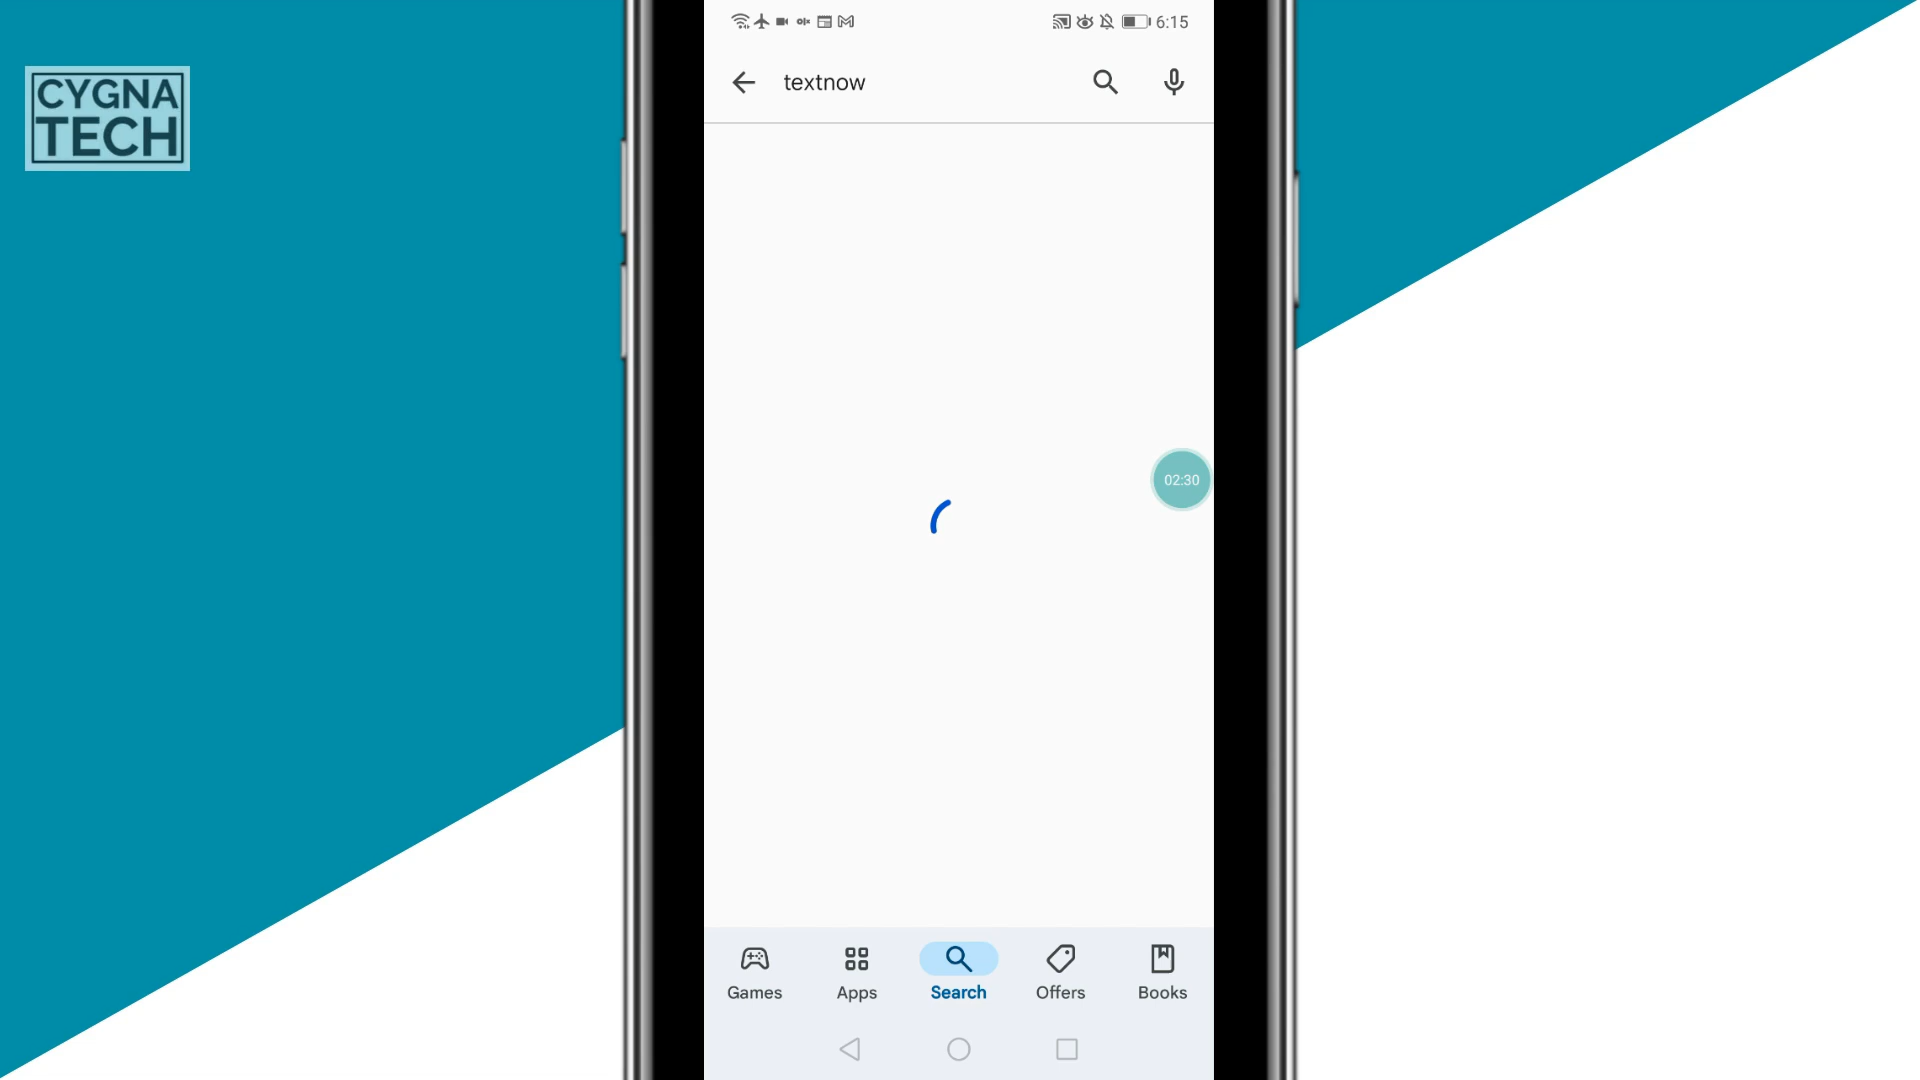 CYGNA
TECH
6:15
textnow
02:30
Games
Apps
Search
Offers
Books